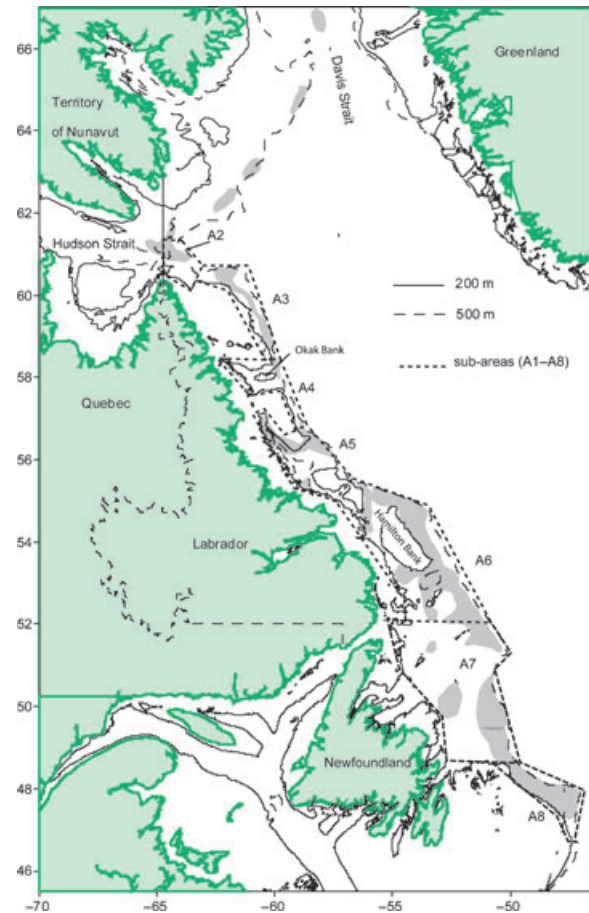 66
64
62
60
58
56
54
52
50
48
46
−70
−65
−60
−55
−50
Greenland
Davis Strait
Territory
of Nunavut
Hudson Strait
A2
A3
200 m
500 m
sub-areas (A1–A8)
Okak Bank
A4
Quebec
A5
Hamilton Bank
Labrador
A6
A7
Newfoundland
A8